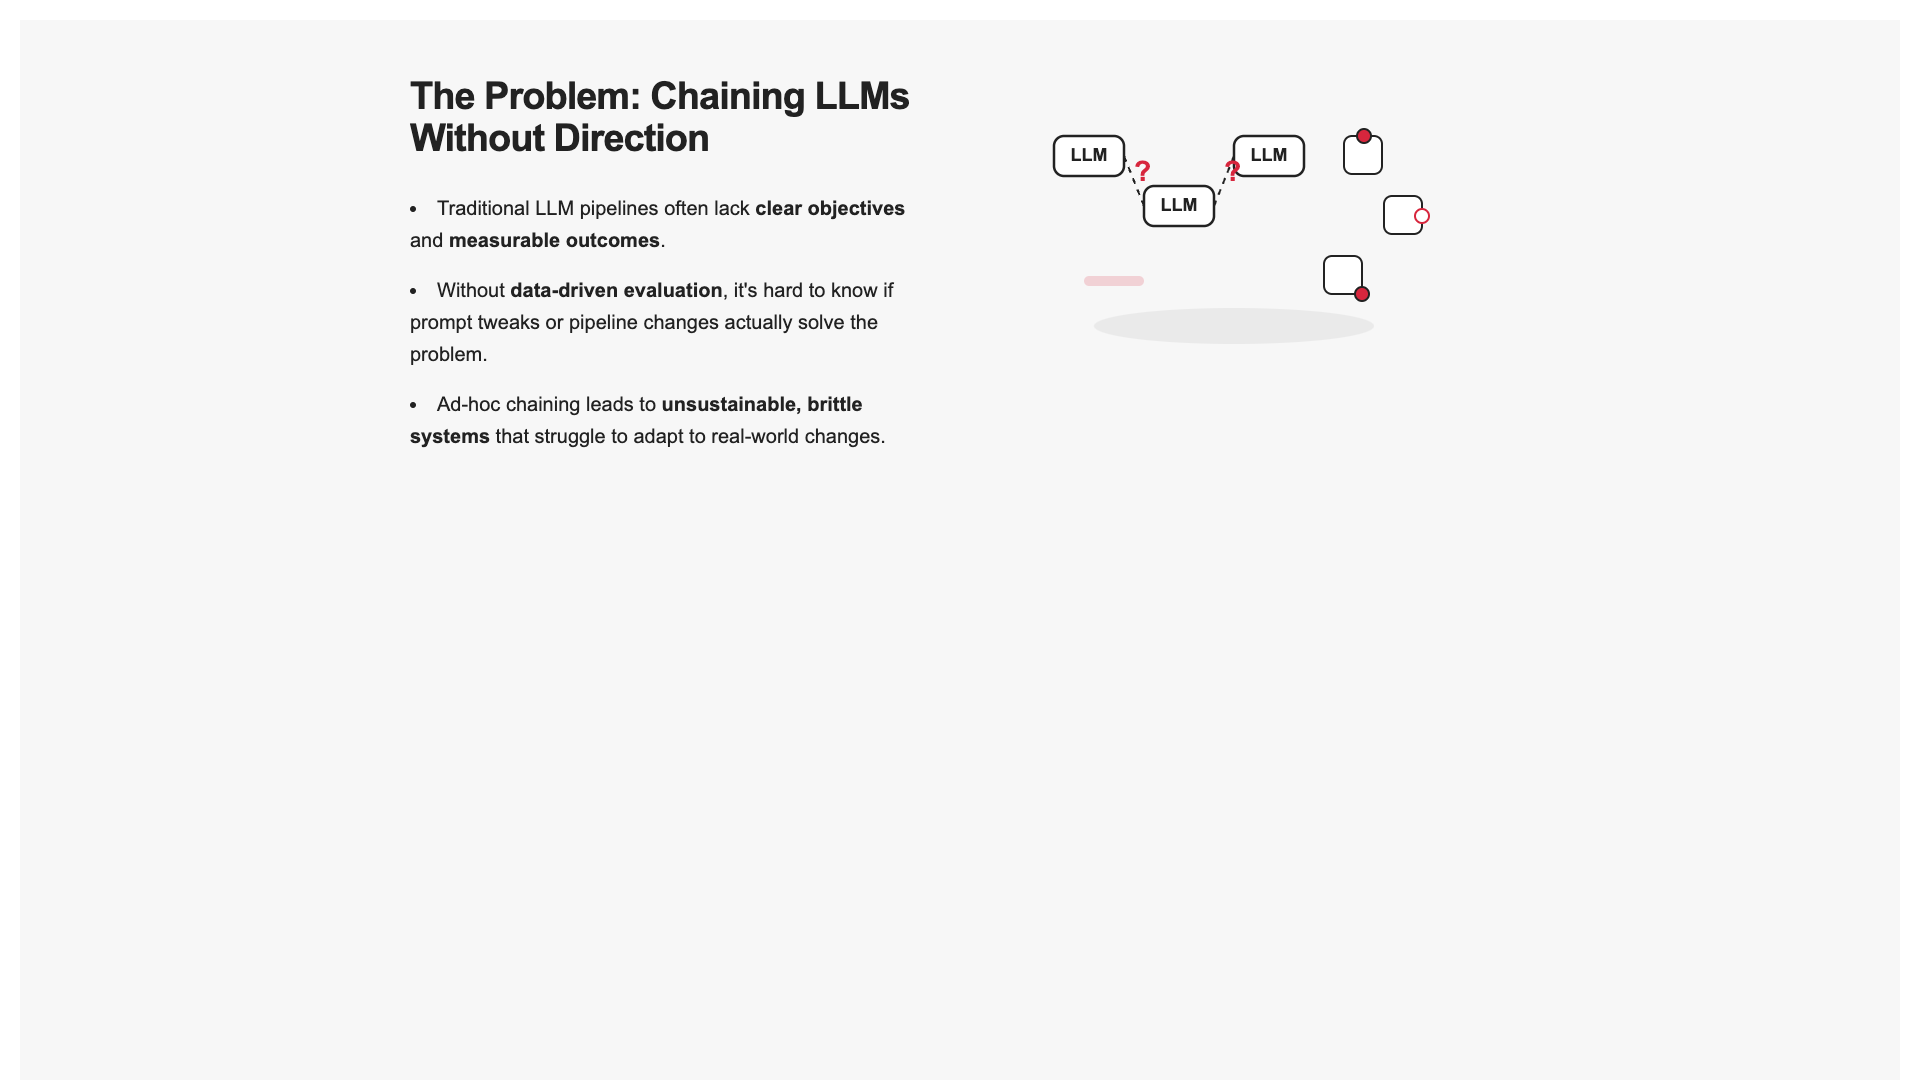 The Problem: Chaining LLMs
Without Direction
• Traditional LLM pipelines often lack clear objectives
and measurable outcomes.
• Without data-driven evaluation, it's hard to know if
prompt tweaks or pipeline changes actually solve the
problem.
• Ad-hoc chaining leads to unsustainable, brittle
systems that struggle to adapt to real-world changes.
LLM
?
LLM
?
LLM